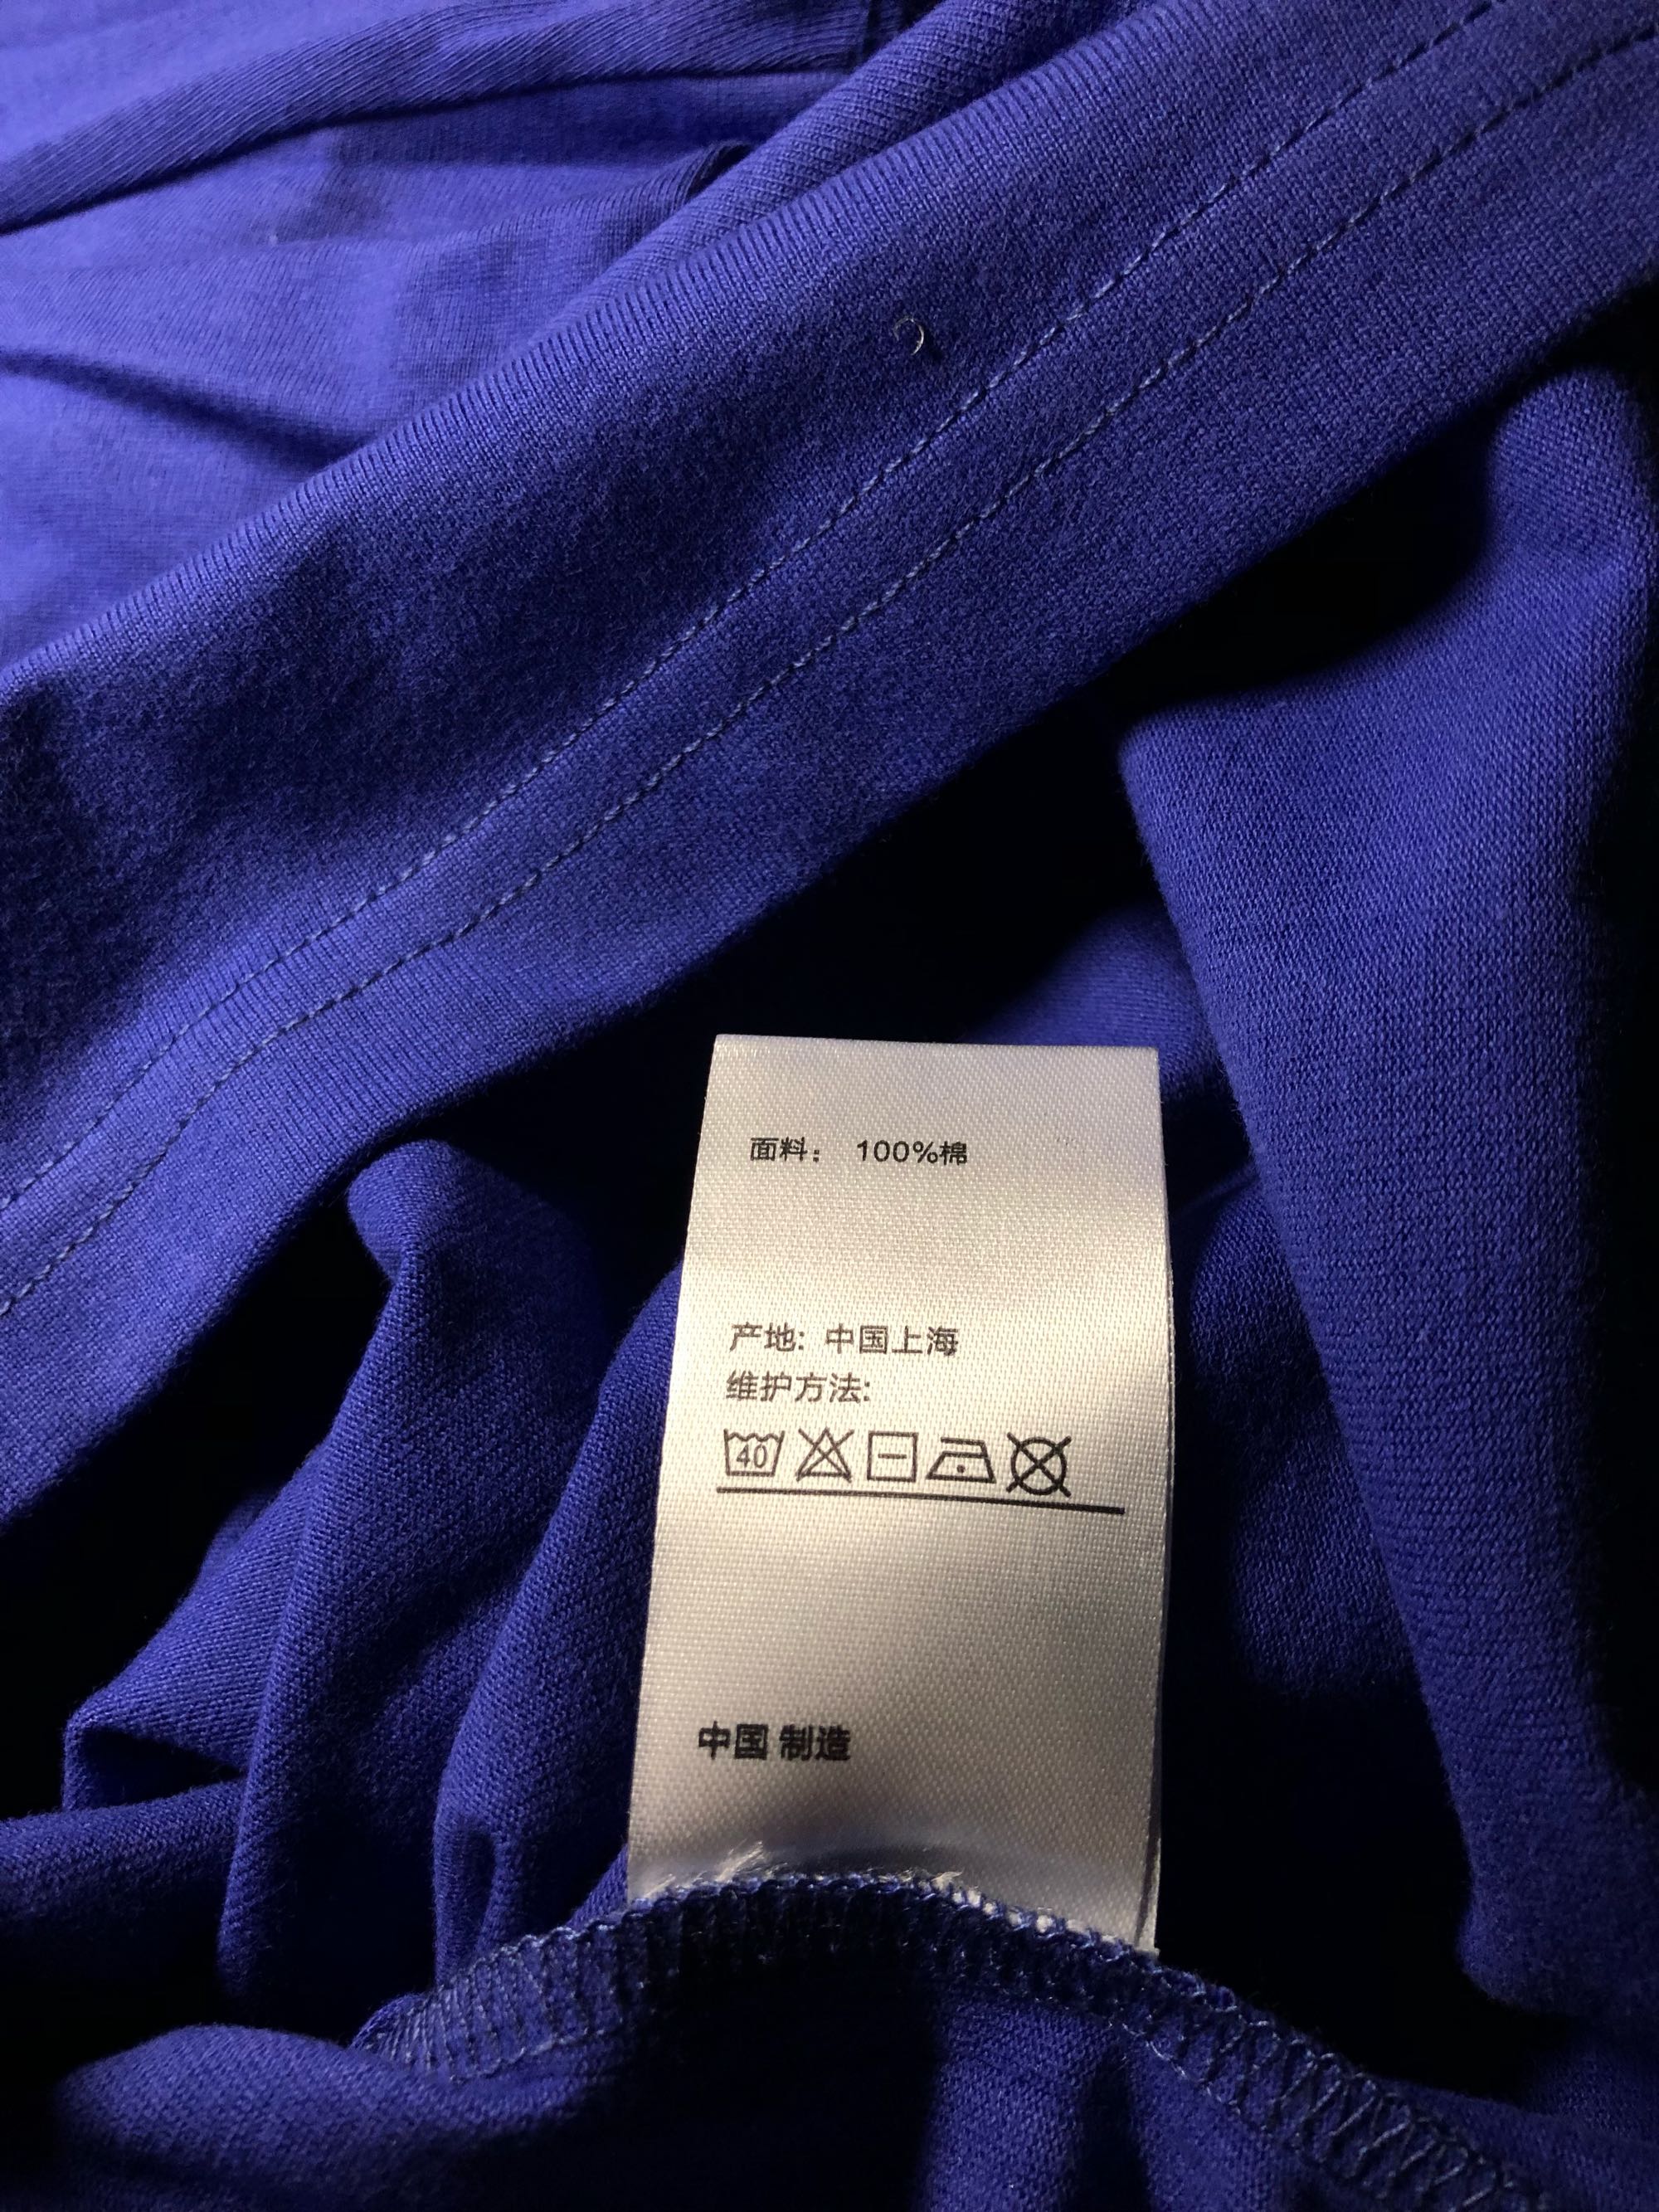 面料： 100%棉
产地: 中国上海
维护方法:
40
中国 制造